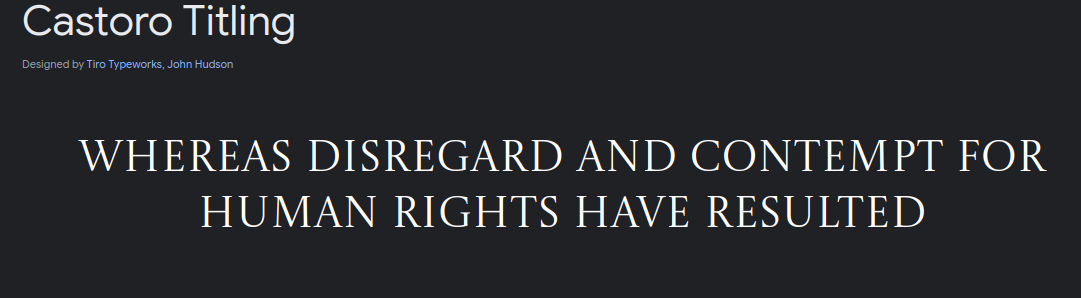 Castoro Titling
Designed by Tiro Typeworks, John Hudson
WHEREAS DISREGARD AND CONTEMPT FOR
HUMAN RIGHTS HAVE RESULTED